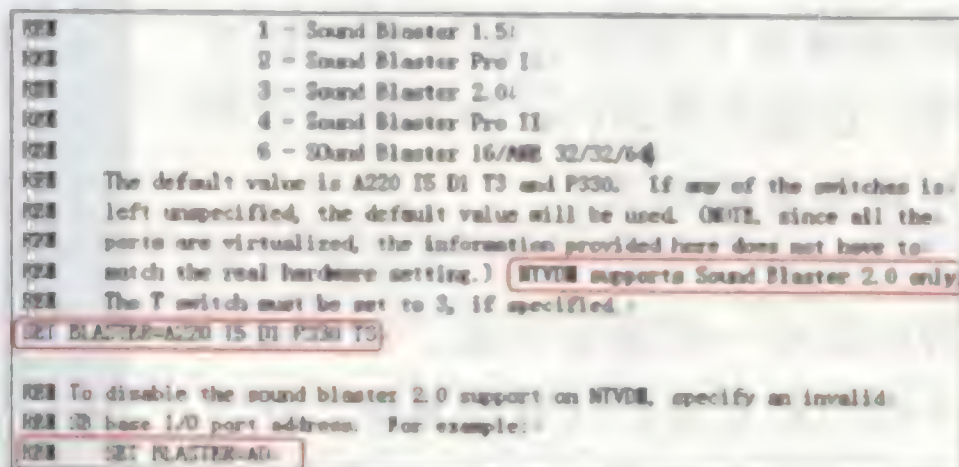 REM 1 - Sound Blaster 1.5
REM 2 - Sound Blaster Pro I
REM 3 - Sound Blaster 2.0
REM 4 - Sound Blaster Pro II
REM 6 - SOund Blaster 16/AWE 32/32/64
REM The default value is A220 I5 D1 T3 and P330. If any of the switches is
REM left unspecified, the default value will be used. (NOTE, since all the
REM ports are virtualized, the information provided here does not have to
REM match the real hardware setting.) NTVDM supports Sound Blaster 2.0 only.
REM The T switch must be set to 3, if specified.
SET BLASTER=A220 I5 D1 P330 T3
REM To disable the sound blaster 2.0 support on NTVDM, specify an invalid
REM SB base I/O port address. For example:
REM SET BLASTER=A0